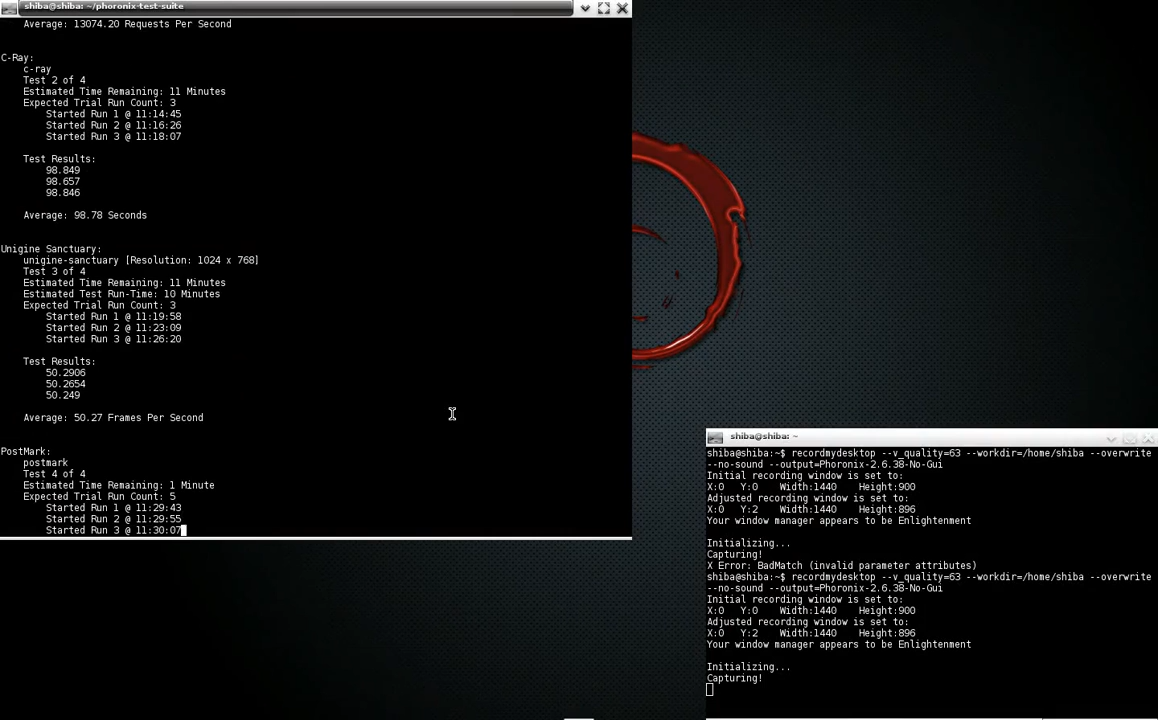 shiba@shiba: ~/phoronix-test-suite
Average: 13074.20 Requests Per Second
C-Ray:
c-ray
Test 2 of 4
Estimated Time Remaining: 11 Minutes
Expected Trial Run Count: 3
Started Run 1 @ 11:14:45
Started Run 2 @ 11:16:26
Started Run 3 @ 11:18:07
Test Results:
98.849
98.657
98.846
Average: 98.78 Seconds
Unigine Sanctuary:
unigine-sanctuary [Resolution: 1024 x 768]
Test 3 of 4
Estimated Time Remaining: 11 Minutes
Estimated Test Run-Time: 10 Minutes
Expected Trial Run Count: 3
Started Run 1 @ 11:19:58
Started Run 2 @ 11:23:09
Started Run 3 @ 11:26:20
Test Results:
50.2906
50.2654
50.249
Average: 50.27 Frames Per Second
PostMark:
postmark
Test 4 of 4
Estimated Time Remaining: 1 Minute
Expected Trial Run Count: 5
Started Run 1 @ 11:29:43
Started Run 2 @ 11:29:55
Started Run 3 @ 11:30:07
shiba@shiba: ~
shiba@shiba:~$ recordmydesktop --v_quality=63 --workdir=/home/shiba --overwrite
--no-sound --output=Phoronix-2.6.38-No-Gui
Initial recording window is set to:
X:0 Y:0 Width:1440 Height:900
Adjusted recording window is set to:
X:0 Y:2 Width:1440 Height:896
Your window manager appears to be Enlightenment
Initializing...
Capturing!
X Error: BadMatch (invalid parameter attributes)
shiba@shiba:~$ recordmydesktop --v_quality=63 --workdir=/home/shiba --overwrite
--no-sound --output=Phoronix-2.6.38-No-Gui
Initial recording window is set to:
X:0 Y:0 Width:1440 Height:900
Adjusted recording window is set to:
X:0 Y:2 Width:1440 Height:896
Your window manager appears to be Enlightenment
Initializing...
Capturing!